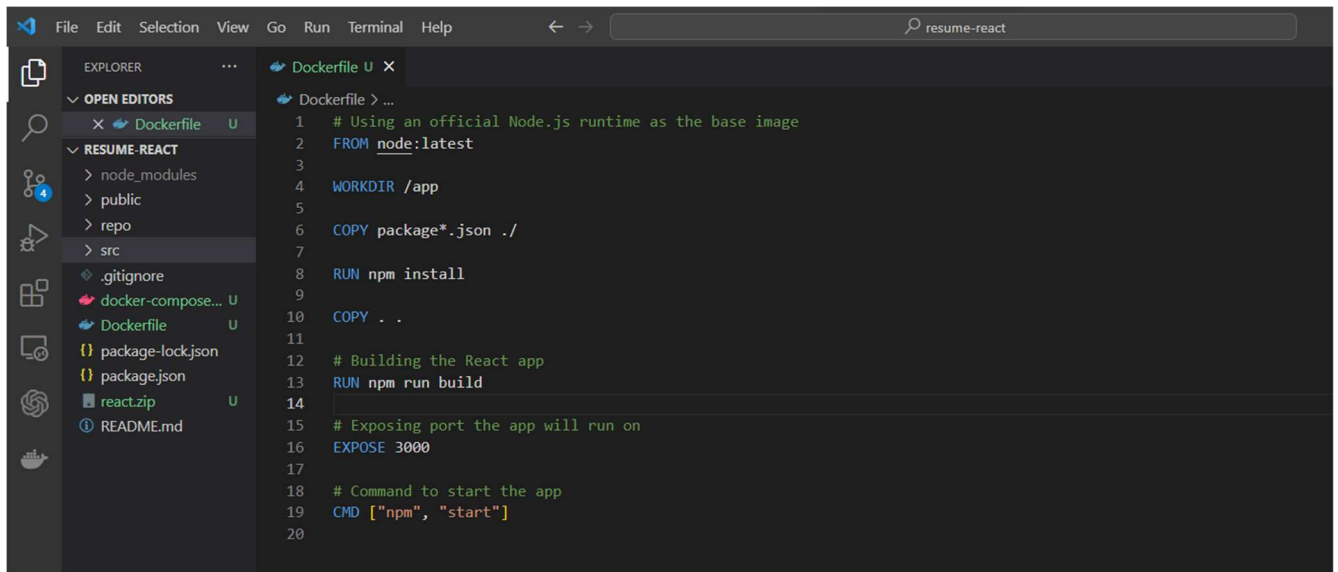 File Edit Selection View Go Run Terminal Help
resume-react
EXPLORER
OPEN EDITORS
Dockerfile U
RESUME-REACT
node_modules
public
repo
src
.gitignore
docker-compose... U
Dockerfile U
package-lock.json
package.json
react.zip U
README.md
4
Dockerfile U
Dockerfile > ...
1 # Using an official Node.js runtime as the base image
2 FROM node:latest
3
4 WORKDIR /app
5
6 COPY package*.json ./
7
8 RUN npm install
9
10 COPY . .
11
12 # Building the React app
13 RUN npm run build
14
15 # Exposing port the app will run on
16 EXPOSE 3000
17
18 # Command to start the app
19 CMD ["npm", "start"]
20